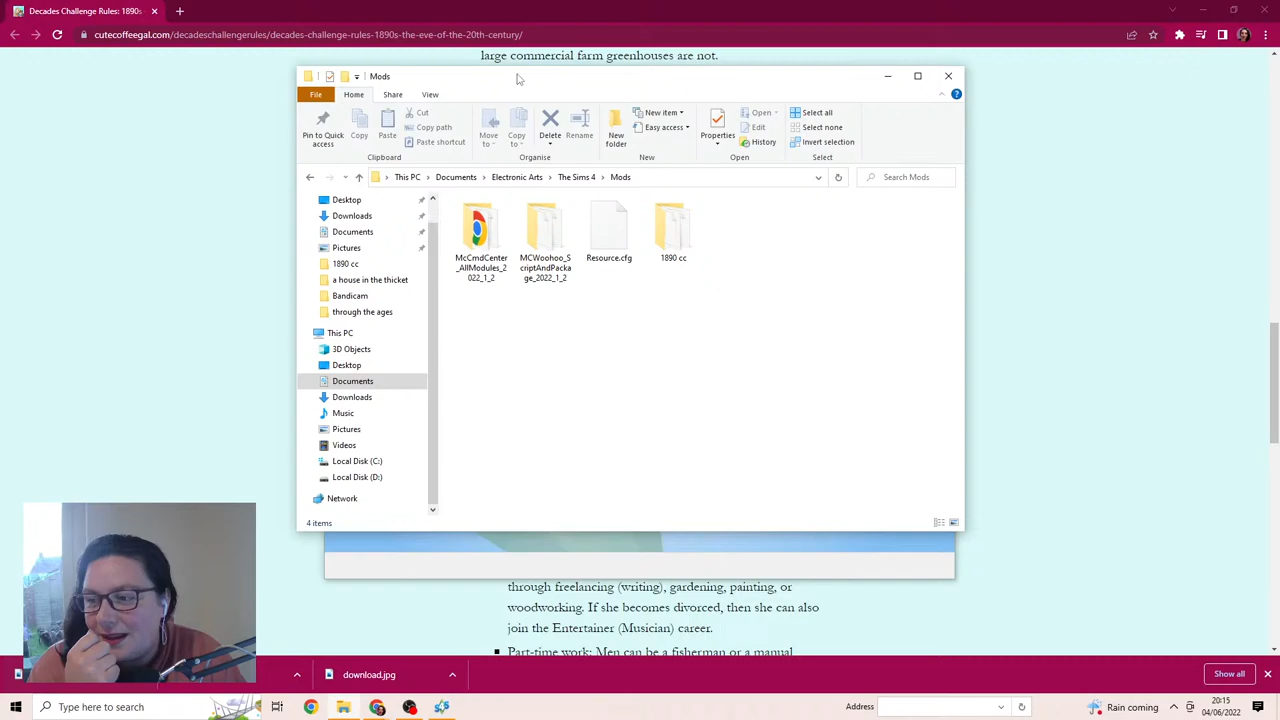 Decades Challenge Rules: 1890s
cutecoffeegal.com/decadeschallengerules/decades-challenge-rules-1890s-the-eve-of-the-20th-century/
large commercial farm greenhouses are not.
Mods
File Home Share View
Pin to Quick access
Copy
Paste
Cut
Copy path
Paste shortcut
Clipboard
Move to
Copy to
Delete
Rename
Organise
New folder
New item
Easy access
New
Properties
Open
Edit
History
Open
Select all
Select none
Invert selection
Select
This PC Documents Electronic Arts The Sims 4 Mods
Search Mods
Desktop
Downloads
Documents
Pictures
1890 cc
a house in the thicket
Bandicam
through the ages
This PC
3D Objects
Desktop
Documents
Downloads
Music
Pictures
Videos
Local Disk (C:)
Local Disk (D:)
Network
McCmdCenter
_AllModules_2
022_1_2
MCWoohoo_S
criptAndPacka
ge_2022_1_2
Resource.cfg
1890 cc
4 items
through freelancing (writing), gardening, painting, or
woodworking. If she becomes divorced, then she can also
join the Entertainer (Musician) career.
Part-time work: Men can be a fisherman or a manual
download.jpg
Show all
Type here to search
Address
Rain coming
20:15
04/06/2022